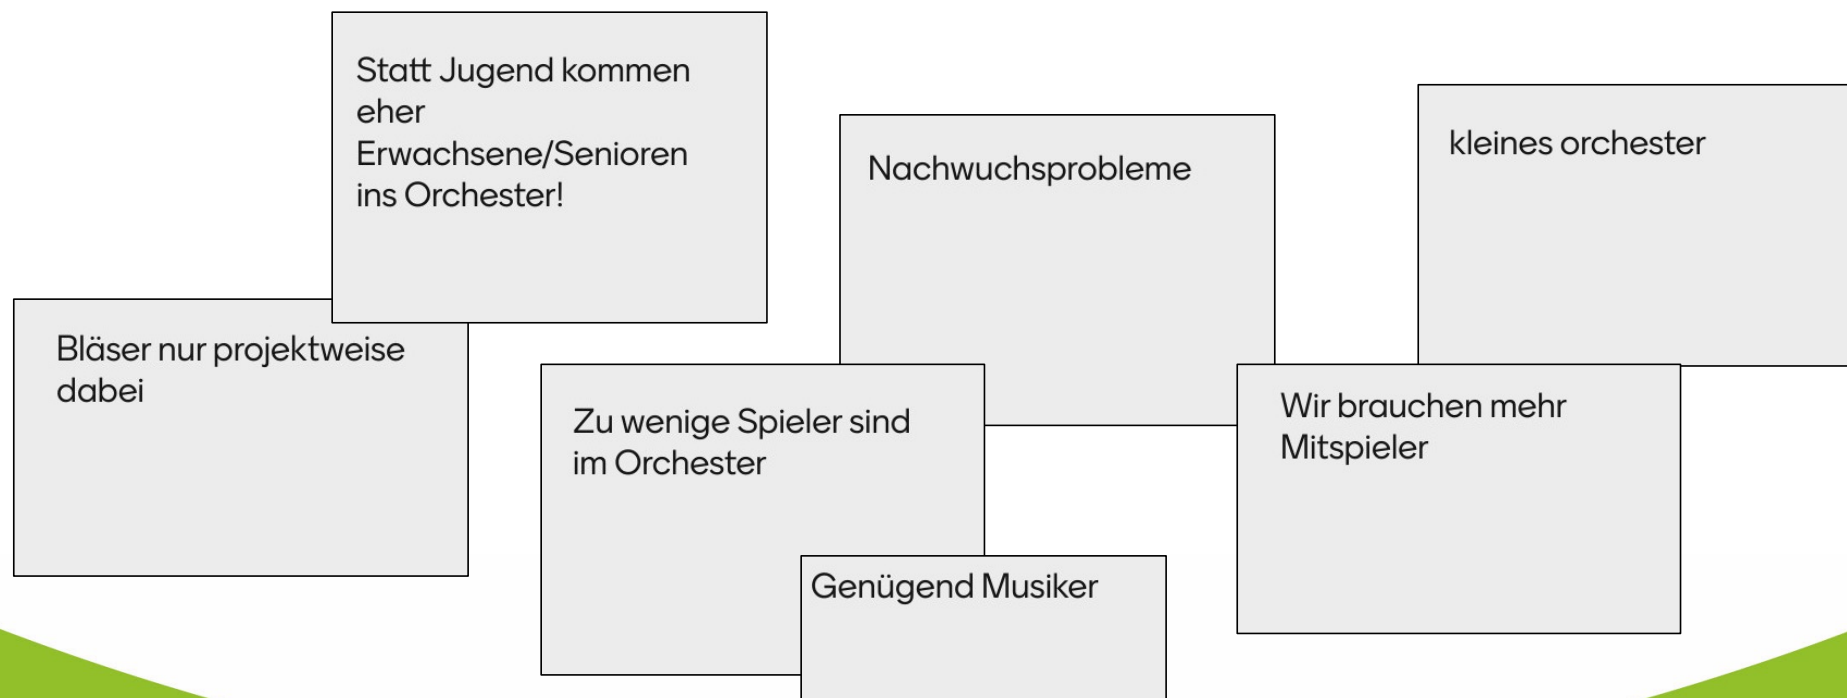 Statt Jugend kommen
eher
Erwachsene/Senioren
ins Orchester!
Nachwuchsprobleme
kleines orchester
Bläser nur projektweise
dabei
Zu wenige Spieler sind
im Orchester
Wir brauchen mehr
Mitspieler
Genügend Musiker